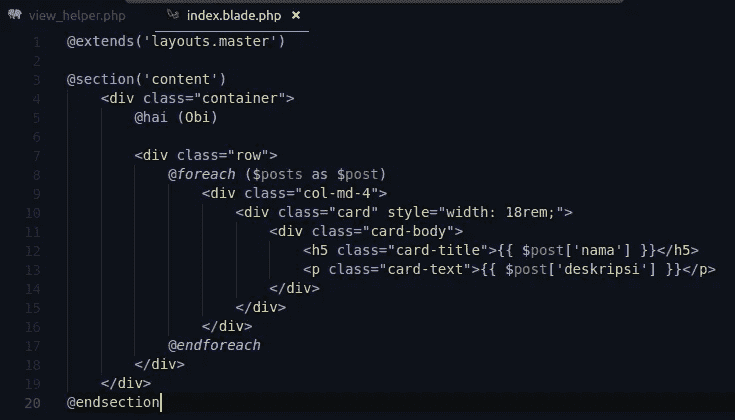 view_helper.php index.blade.php ×
1 @extends('layouts.master')
2
3 @section('content')
4 <div class="container">
5 @hai (Obi)
6
7 <div class="row">
8 @foreach ($posts as $post)
9 <div class="col-md-4">
10 <div class="card" style="width: 18rem;">
11 <div class="card-body">
12 <h5 class="card-title">{{ $post['nama'] }}</h5>
13 <p class="card-text">{{ $post['deskripsi'] }}</p>
14 </div>
15 </div>
16 </div>
17 @endforeach
18 </div>
19 </div>
20 @endsection